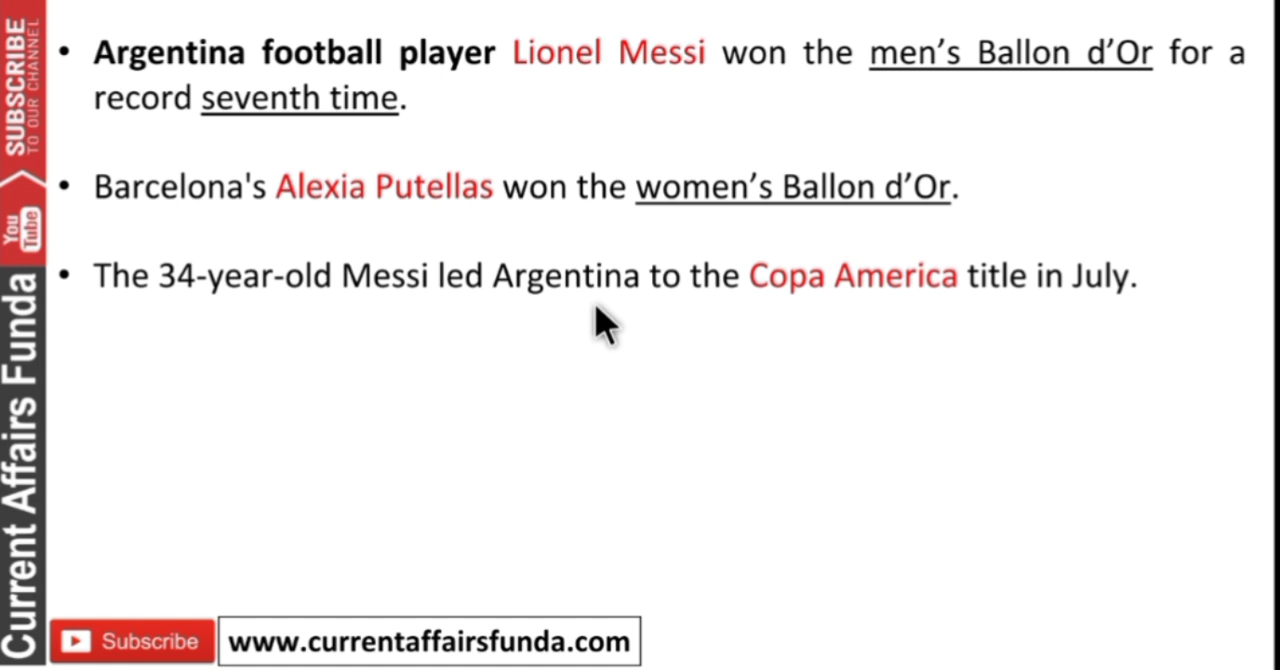 • Argentina football player Lionel Messi won the men’s Ballon d’Or for a
record seventh time.
• Barcelona's Alexia Putellas won the women’s Ballon d’Or.
• The 34-year-old Messi led Argentina to the Copa America title in July.
SUBSCRIBE
TO OUR CHANNEL
You
Tube
Current Affairs Funda
Subscribe
www.currentaffairsfunda.com